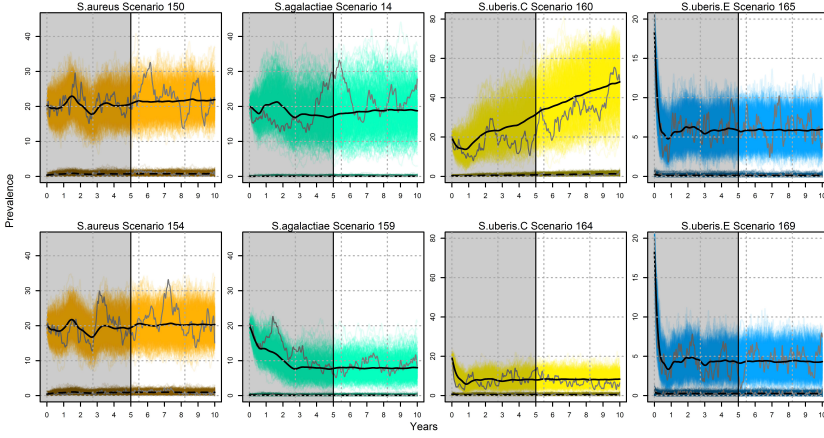 S.aureus Scenario 150
S.agalactiae Scenario 14
S.uberis.C Scenario 160
S.uberis.E Scenario 165
40
30
20
10
0
40
30
20
10
0
80
60
40
20
0
20
15
10
5
0
0 1 2 3 4 5 6 7 8 9 10
0 1 2 3 4 5 6 7 8 9 10
0 1 2 3 4 5 6 7 8 9 10
0 1 2 3 4 5 6 7 8 9 10
Prevalence
S.aureus Scenario 154
S.agalactiae Scenario 159
S.uberis.C Scenario 164
S.uberis.E Scenario 169
40
30
20
10
0
40
30
20
10
0
80
60
40
20
0
20
15
10
5
0
0 1 2 3 4 5 6 7 8 9 10
0 1 2 3 4 5 6 7 8 9 10
0 1 2 3 4 5 6 7 8 9 10
0 1 2 3 4 5 6 7 8 9 10
Years